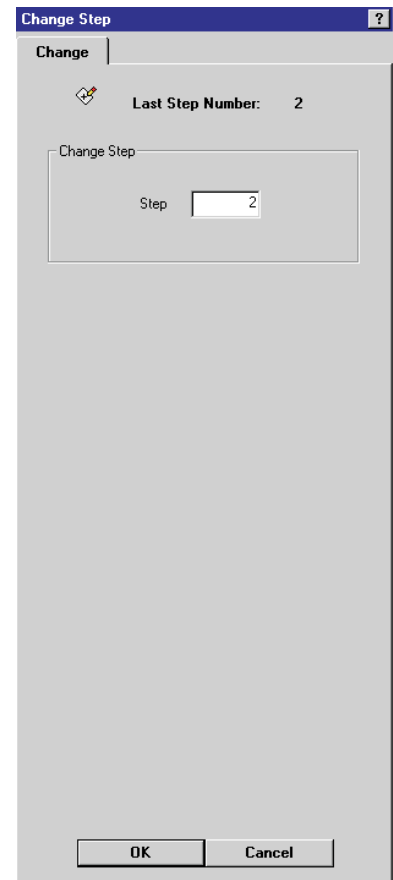 Change Step ?
Change
Last Step Number: 2
Change Step
Step 2
OK Cancel